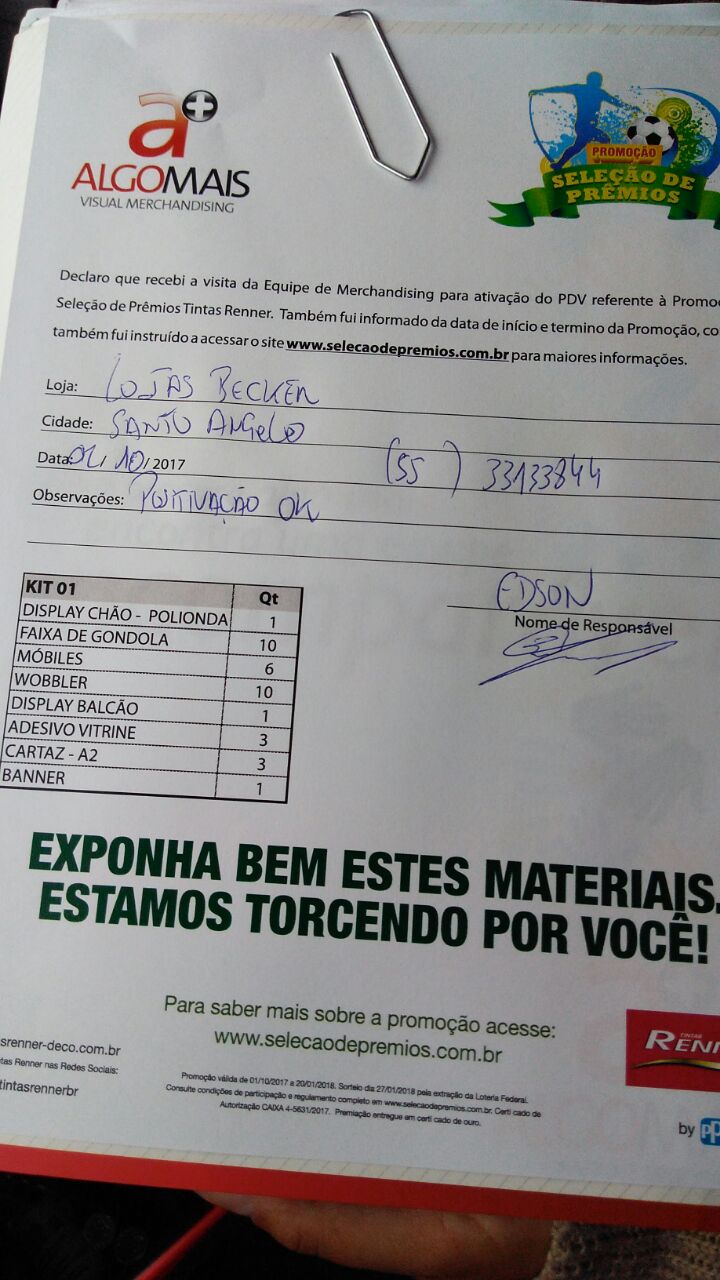 a+
ALGOMAIS
VISUAL MERCHANDISING
PROMOÇÃO
SELEÇÃO DE
PRÊMIOS
Declaro que recebi a visita da Equipe de Merchandising para ativação do PDV referente à Promo
Seleção de Prêmios Tintas Renner. Também fui informado da data de início e termino da Promoção, co
também fui instruído a acessar o site www.selecaodepremios.com.br para maiores informações.
Loja: LOJAS BECKER
Cidade: SANTO ANGELO
Data: /10/2017 (55) 33133844
Observações: POSITIVAÇÃO OK
EDSON
Nome de Responsável
KIT 01 Qt
DISPLAY CHÃO - POLIONDA 1
FAIXA DE GONDOLA 10
MÓBILES 6
WOBBLER 10
DISPLAY BALCÃO 1
ADESIVO VITRINE 3
CARTAZ - A2 3
BANNER 1
EXPONHA BEM ESTES MATERIAIS.
ESTAMOS TORCENDO POR VOCÊ!
Para saber mais sobre a promoção acesse:
www.selecaodepremios.com.br
srenner-deco.com.br
tas Renner nas Redes Sociais:
tintasrennerbr
Promoção válida de 01/10/2017 a 20/01/2018. Sorteio dia 27/01/2018 pela extração da Loteria Federal.
Consulte condições de participação e regulamento completo em www.selecaodepremios.com.br. Certi cado de
Autorização CAIXA 4-5631/2017. Premiação entregue em certi cado de ouro.
TINTAS
RENN
by pp